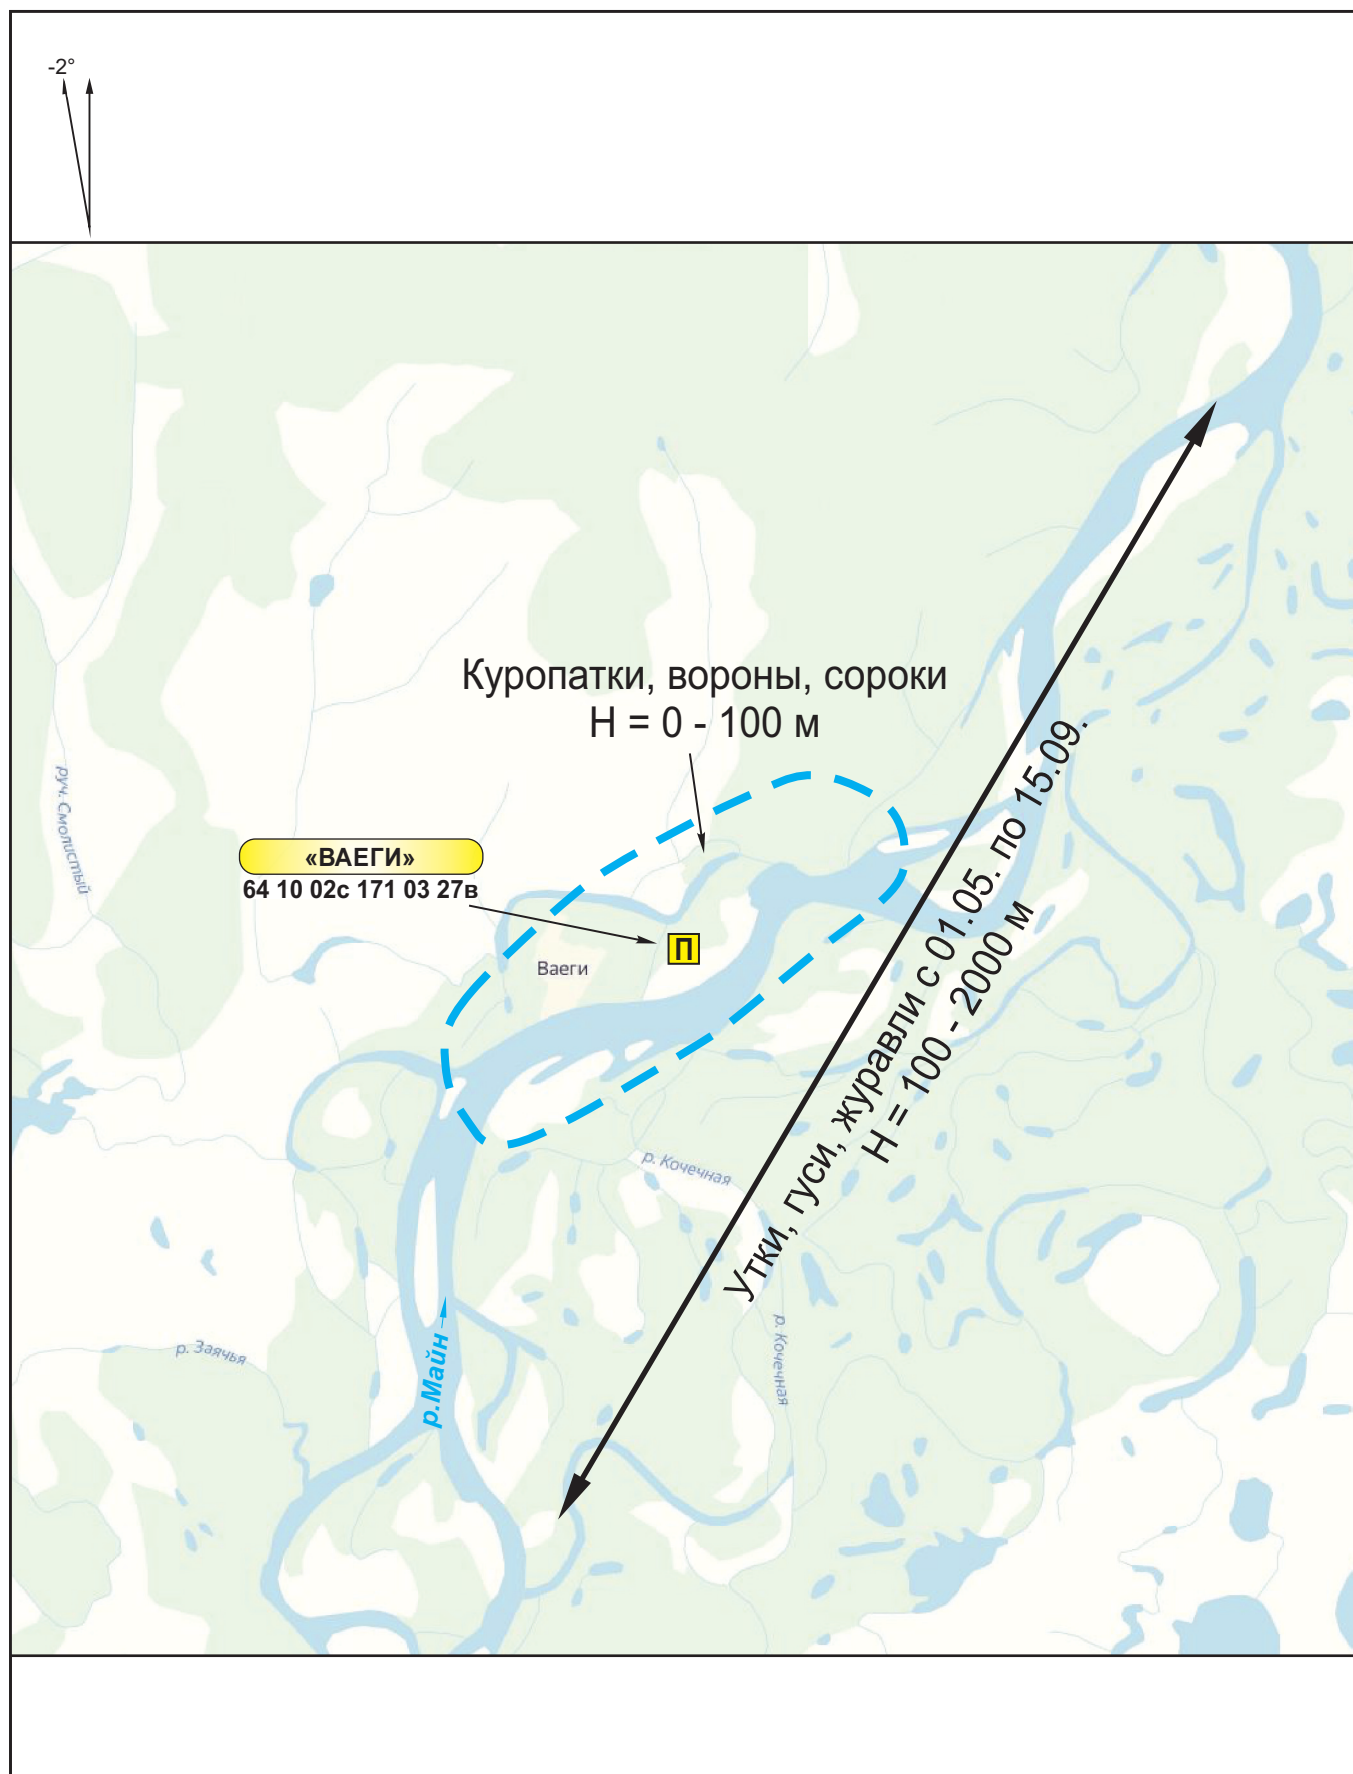 -2°
Куропатки, вороны, сороки
Н = 0 - 100 м
руч. Смолистый
«ВАЕГИ»
64 10 02с 171 03 27в
П
Ваеги
Утки, гуси, журавли с 01.05. по 15.09.
Н = 100 - 2000 м
р. Кочечная
р. Заячья
р.Майн
р. Кочечная